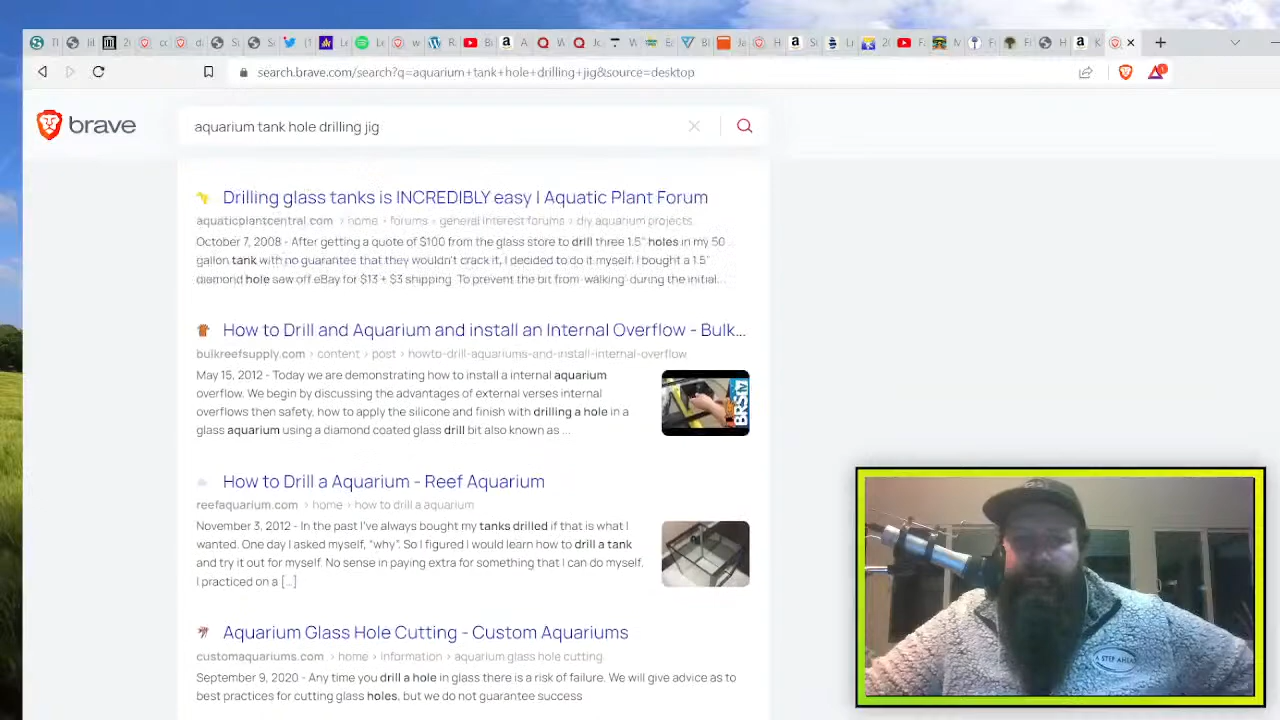 search.brave.com/search?q=aquarium+tank+hole+drilling+jig&source=desktop
brave
aquarium tank hole drilling jig
Drilling glass tanks is INCREDIBLY easy | Aquatic Plant Forum
aquaticplantcentral.com › home › forums › general interest forums › diy aquarium projects
October 7, 2008 - After getting a quote of $100 from the glass store to drill three 1.5" holes in my 50
gallon tank with no guarantee that they wouldn't crack it, I decided to do it myself. I bought a 1.5"
diamond hole saw off eBay for $13 + $3 shipping. To prevent the bit from walking during the initial...
How to Drill and Aquarium and install an Internal Overflow - Bulk...
bulkreefsupply.com › content › post › howto-drill-aquariums-and-install-internal-overflow
May 15, 2012 - Today we are demonstrating how to install a internal aquarium
overflow. We begin by discussing the advantages of external verses internal
overflows then safety, how to apply the silicone and finish with drilling a hole in a
glass aquarium using a diamond coated glass drill bit also known as ...
BRStv
How to Drill a Aquarium - Reef Aquarium
reefaquarium.com › home › how to drill a aquarium
November 3, 2012 - In the past I've always bought my tanks drilled if that is what I
wanted. One day I asked myself, “why”. So I figured I would learn how to drill a tank
and try it out for myself. No sense in paying extra for something that I can do myself.
I practiced on a […]
Aquarium Glass Hole Cutting - Custom Aquariums
customaquariums.com › home › information › aquarium glass hole cutting
September 9, 2020 - Any time you drill a hole in glass there is a risk of failure. We will give advice as to
best practices for cutting glass holes, but we do not guarantee success
A STEP AHEAD